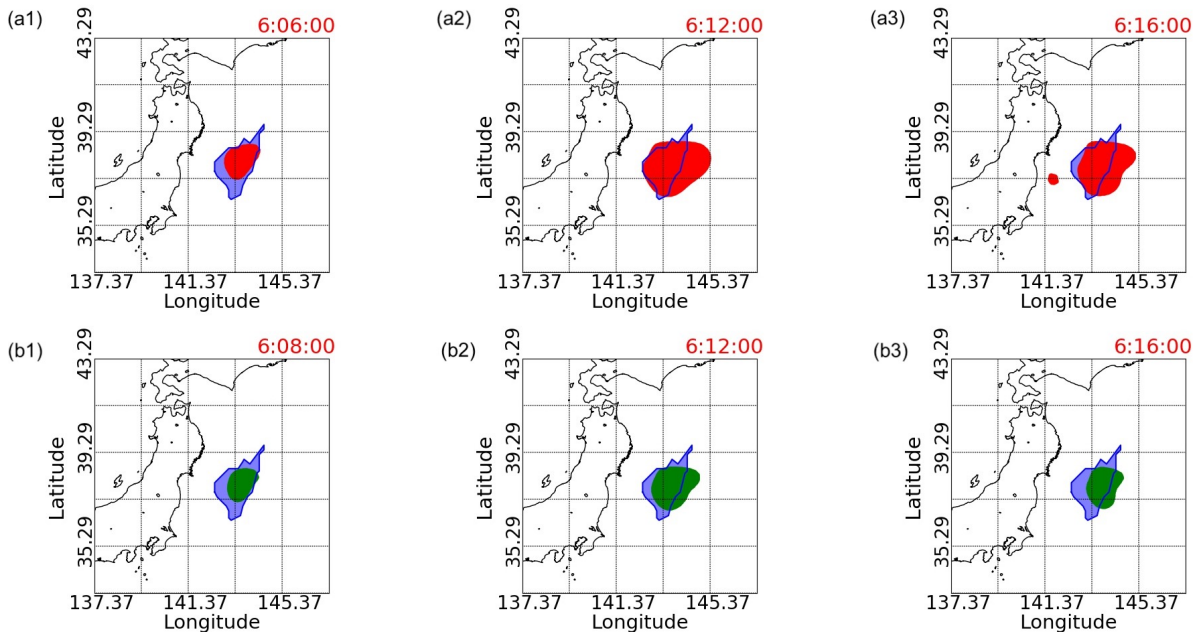 (a1) 6:06:00
43.29
39.29
35.29
Latitude
137.37 141.37 145.37
Longitude
(a2) 6:12:00
43.29
39.29
35.29
Latitude
137.37 141.37 145.37
Longitude
(a3) 6:16:00
43.29
39.29
35.29
Latitude
137.37 141.37 145.37
Longitude
(b1) 6:08:00
43.29
39.29
35.29
Latitude
137.37 141.37 145.37
Longitude
(b2) 6:12:00
43.29
39.29
35.29
Latitude
137.37 141.37 145.37
Longitude
(b3) 6:16:00
43.29
39.29
35.29
Latitude
137.37 141.37 145.37
Longitude